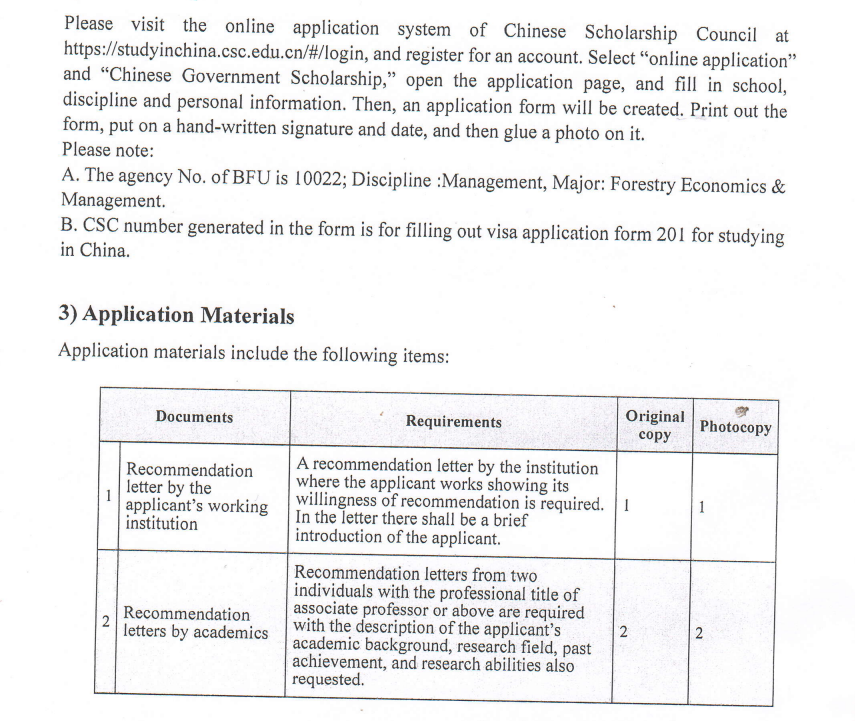 Please visit the online application system of Chinese Scholarship Council at
https://studyinchina.csc.edu.cn/#/login, and register for an account. Select “online application”
and “Chinese Government Scholarship,” open the application page, and fill in school,
discipline and personal information. Then, an application form will be created. Print out the
form, put on a hand-written signature and date, and then glue a photo on it.
Please note:
A. The agency No. of BFU is 10022; Discipline :Management, Major: Forestry Economics &
Management.
B. CSC number generated in the form is for filling out visa application form 201 for studying
in China.
3) Application Materials
Application materials include the following items:
Documents
Requirements
Original
copy
Photocopy
1
Recommendation
letter by the
applicant’s working
institution
A recommendation letter by the institution
where the applicant works showing its
willingness of recommendation is required.
In the letter there shall be a brief
introduction of the applicant.
1
1
2
Recommendation
letters by academics
Recommendation letters from two
individuals with the professional title of
associate professor or above are required
with the description of the applicant’s
academic background, research field, past
achievement, and research abilities also
requested.
2
2